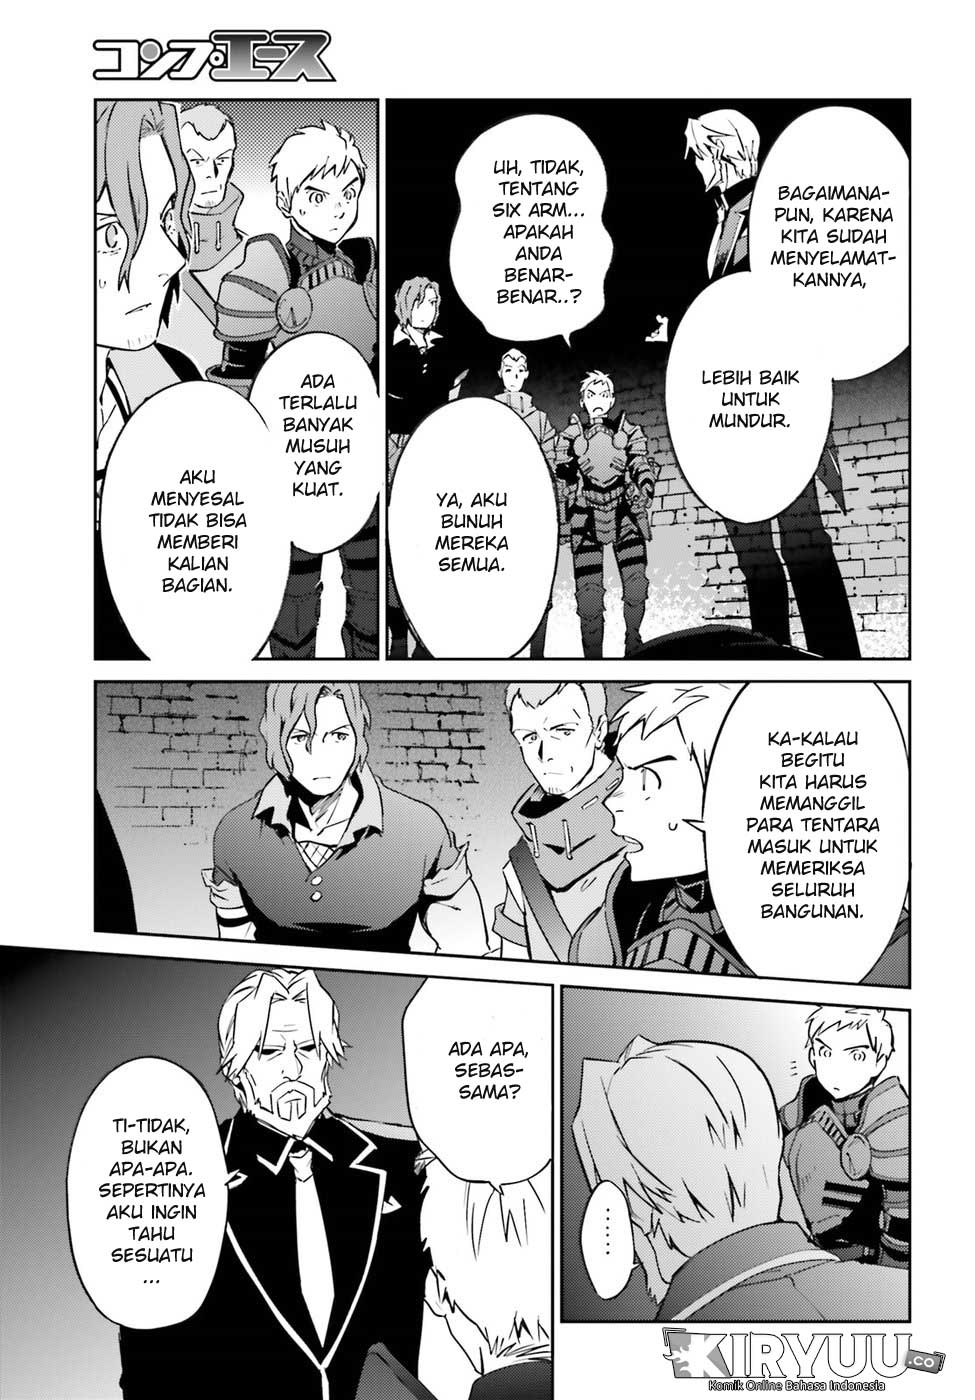 コンプエース
BAGAIMANA-
PUN, KARENA
KITA SUDAH
MENYELAMAT-
KANNYA,
LEBIH BAIK
UNTUK
MUNDUR.
UH, TIDAK,
TENTANG
SIX ARM...
APAKAH
ANDA
BENAR-
BENAR..?
YA, AKU
BUNUH
MEREKA
SEMUA.
ADA
TERLALU
BANYAK
MUSUH
YANG
KUAT.
AKU
MENYESAL
TIDAK BISA
MEMBERI
KALIAN
BAGIAN.
KA-KALAU
BEGITU
KITA HARUS
MEMANGGIL
PARA TENTARA
MASUK UNTUK
MEMERIKSA
SELURUH
BANGUNAN.
......
ADA APA,
SEBAS-
SAMA?
TI-TIDAK,
BUKAN
APA-APA.
SEPERTINYA
AKU INGIN
TAHU
SESUATU
...
KIRYUU.CO
Komik Online Bahasa Indonesia